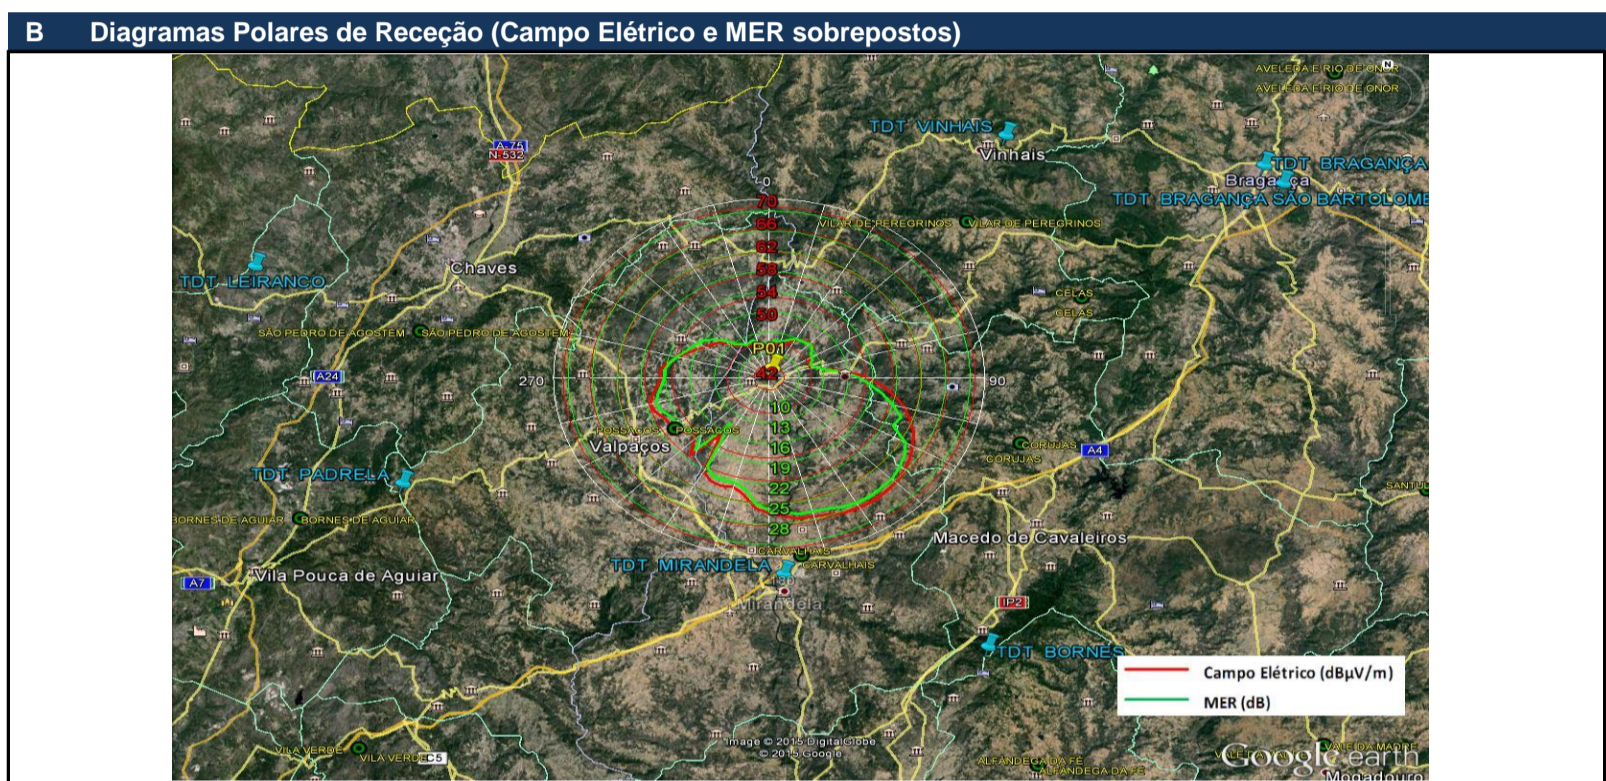 B Diagramas Polares de Receção (Campo Elétrico e MER sobrepostos)
AVELEDA E RIO DE ONOR
N
AVELEDA E RIO DE ONOR
TDT VINHAIS
A-75
N-532
Vinhais
TDT BRAGANÇA
Bragança
TDT BRAGANÇA SÃO BARTOLOME
0
70
66
VILAR DE PEREGRINOS
VILAR DE PEREGRINOS
62
58
54
50
Chaves
TDT LEIRANCO
CELAS
CELAS
SÃO PEDRO DE AGOSTÉM
SÃO PEDRO DE AGOSTÉM
P01
42
A24
270
90
10
13
16
19
22
25
28
POSSACOS
POSSACOS
Valpaços
CORUJAS
CORUJAS
A4
TDT PADRELA
BORNES DE AGUIAR
BORNES DE AGUIAR
Macedo de Cavaleiros
CARVALHAIS
CARVALHAIS
TDT MIRANDELA
180
Mirandela
A7
Vila Pouca de Aguiar
IP2
TDT BORNES
Campo Elétrico (dBµV/m)
MER (dB)
VILA VERDE
VILA VERDE
C5
Image © 2015 DigitalGlobe
© 2015 Google
ALFANDEGA DA FÉ
ALFANDEGA DA FÉ
Google earth
Mogadouro